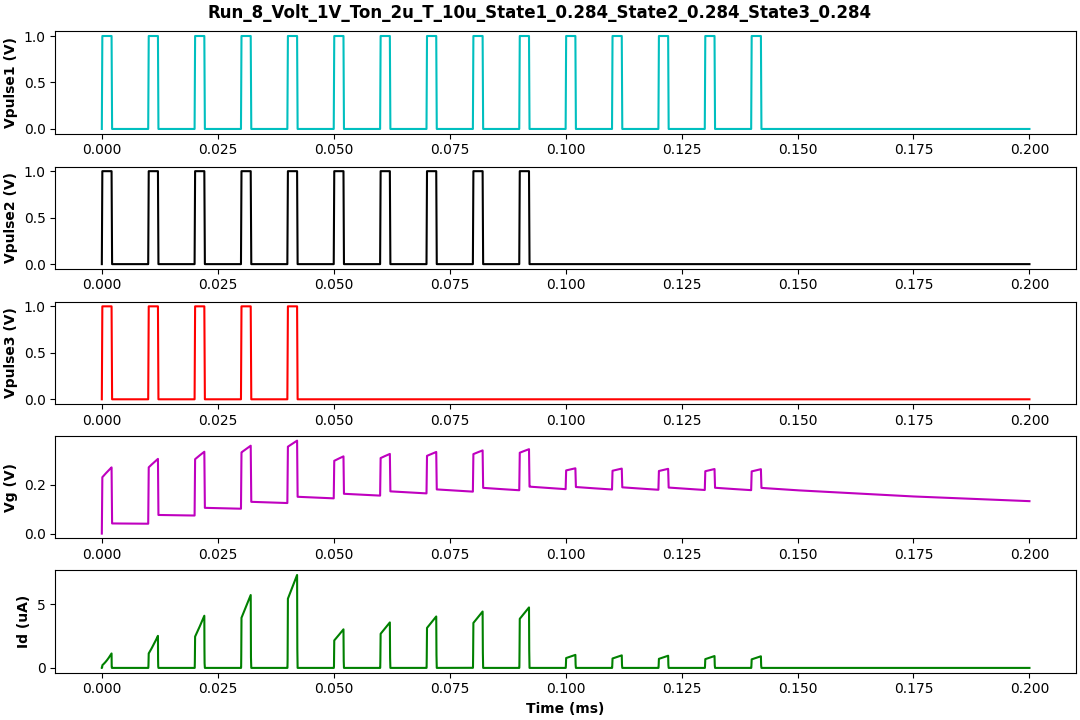 Run_8_Volt_1V_Ton_2u_T_10u_State1_0.284_State2_0.284_State3_0.284
Vpulse1 (V)
1.0
0.5
0.0
0.000 0.025 0.050 0.075 0.100 0.125 0.150 0.175 0.200
Vpulse2 (V)
1.0
0.5
0.0
0.000 0.025 0.050 0.075 0.100 0.125 0.150 0.175 0.200
Vpulse3 (V)
1.0
0.5
0.0
0.000 0.025 0.050 0.075 0.100 0.125 0.150 0.175 0.200
Vg (V)
0.2
0.0
0.000 0.025 0.050 0.075 0.100 0.125 0.150 0.175 0.200
Id (uA)
5
0
0.000 0.025 0.050 0.075 0.100 0.125 0.150 0.175 0.200
Time (ms)